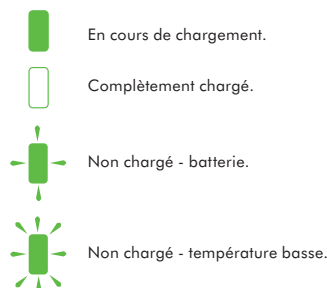 En cours de chargement.
Complètement chargé.
Non chargé - batterie.
Non chargé - température basse.